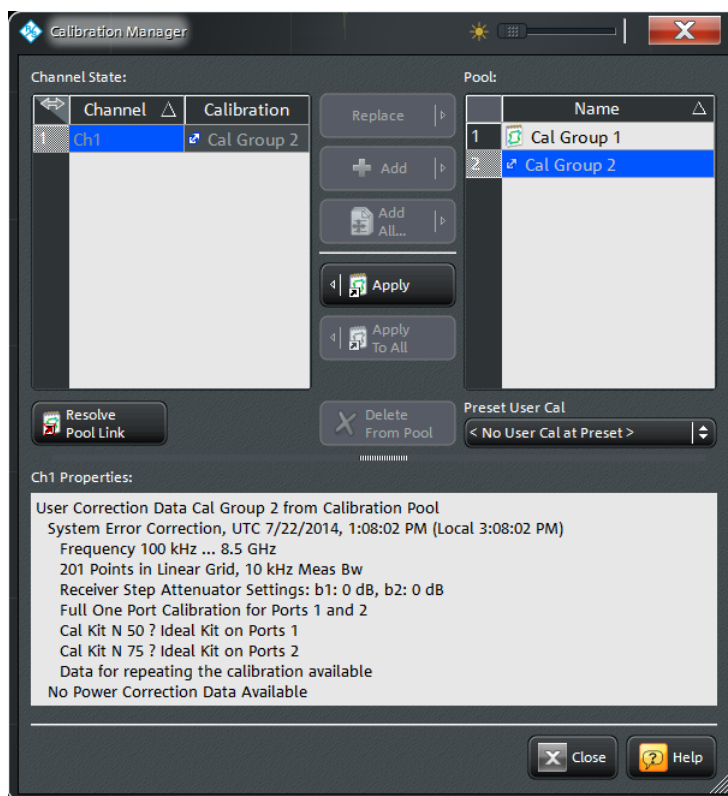 Calibration Manager
Channel State:
Channel Calibration
1 Ch1 Cal Group 2
Replace
Add
Add
All...
Apply
Apply
To All
Pool:
Name
1 Cal Group 1
2 Cal Group 2
Resolve
Pool Link
Delete
From Pool
Preset User Cal
< No User Cal at Preset >
Ch1 Properties:
User Correction Data Cal Group 2 from Calibration Pool
System Error Correction, UTC 7/22/2014, 1:08:02 PM (Local 3:08:02 PM)
Frequency 100 kHz ... 8.5 GHz
201 Points in Linear Grid, 10 kHz Meas Bw
Receiver Step Attenuator Settings: b1: 0 dB, b2: 0 dB
Full One Port Calibration for Ports 1 and 2
Cal Kit N 50 ? Ideal Kit on Ports 1
Cal Kit N 75 ? Ideal Kit on Ports 2
Data for repeating the calibration available
No Power Correction Data Available
X Close
? Help